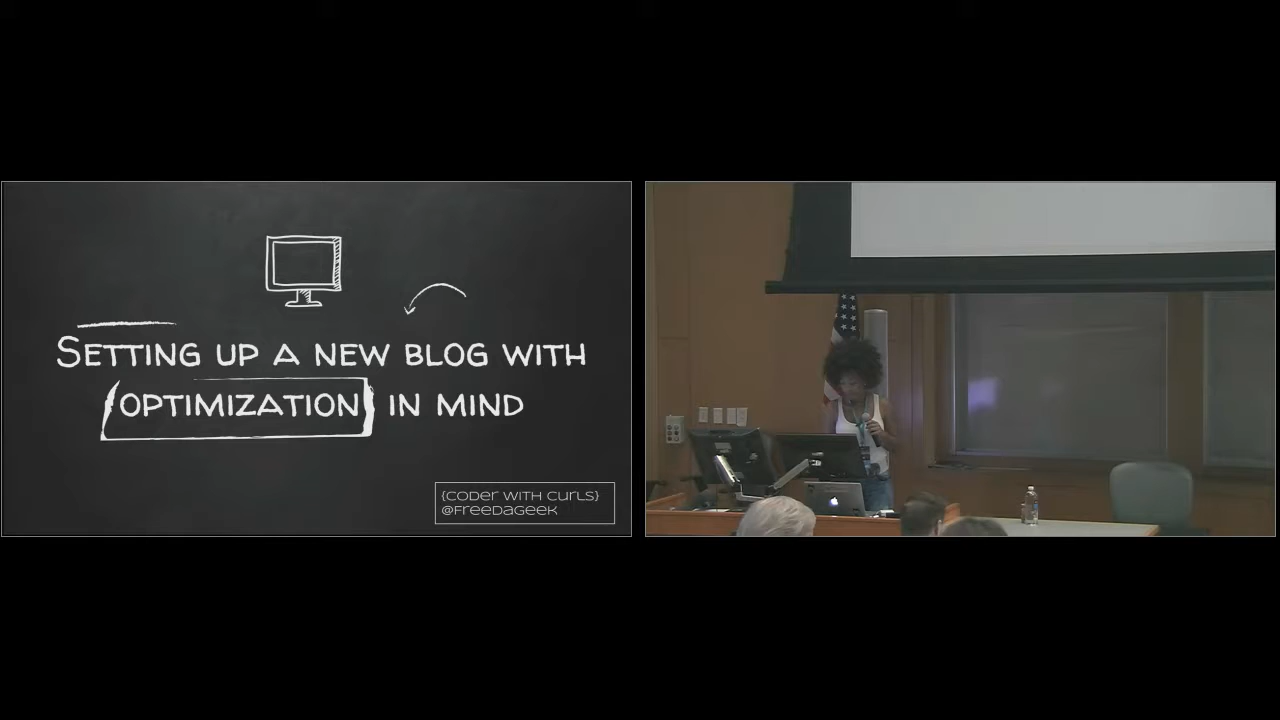 Setting up a new blog with
optimization in mind
{Coder with Curls}
@FreeDaGeek